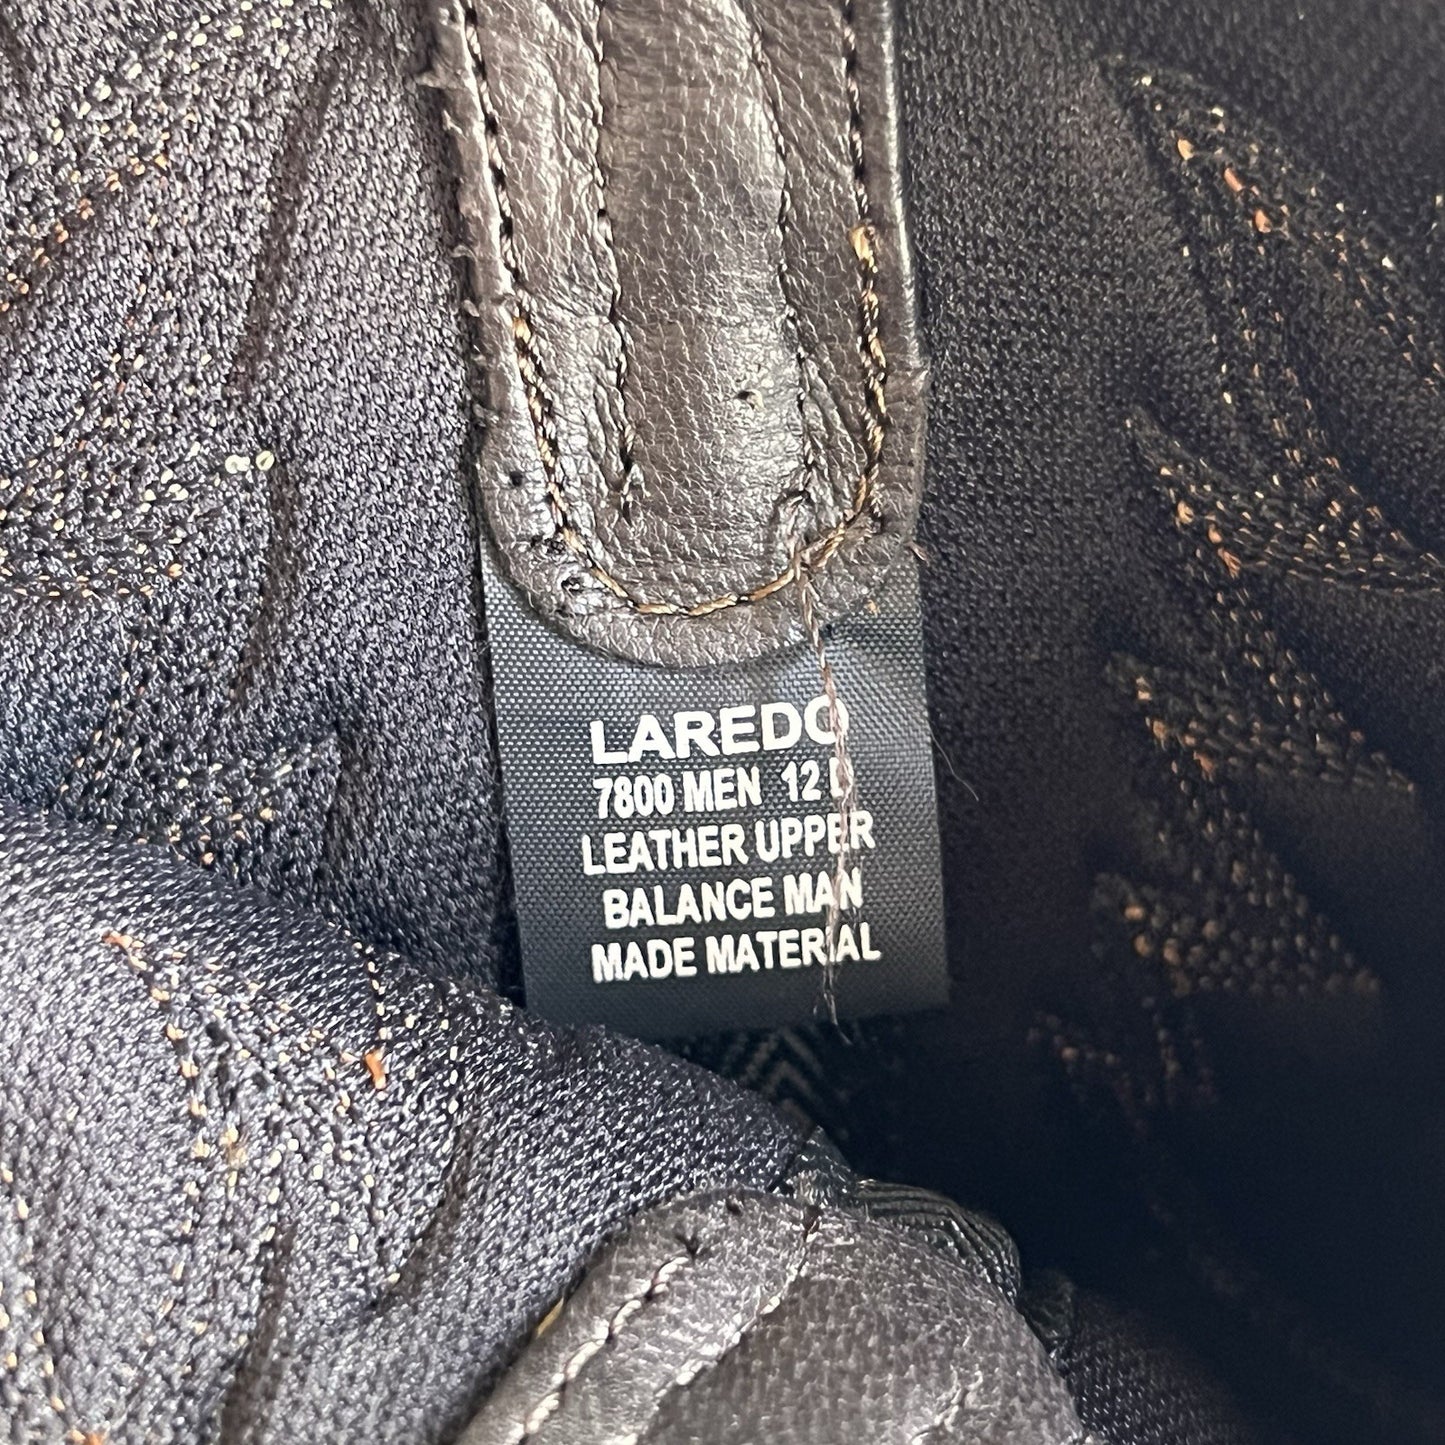 LAREDO
7800 MEN 12 D
LEATHER UPPER
BALANCE MAN
MADE MATERIAL